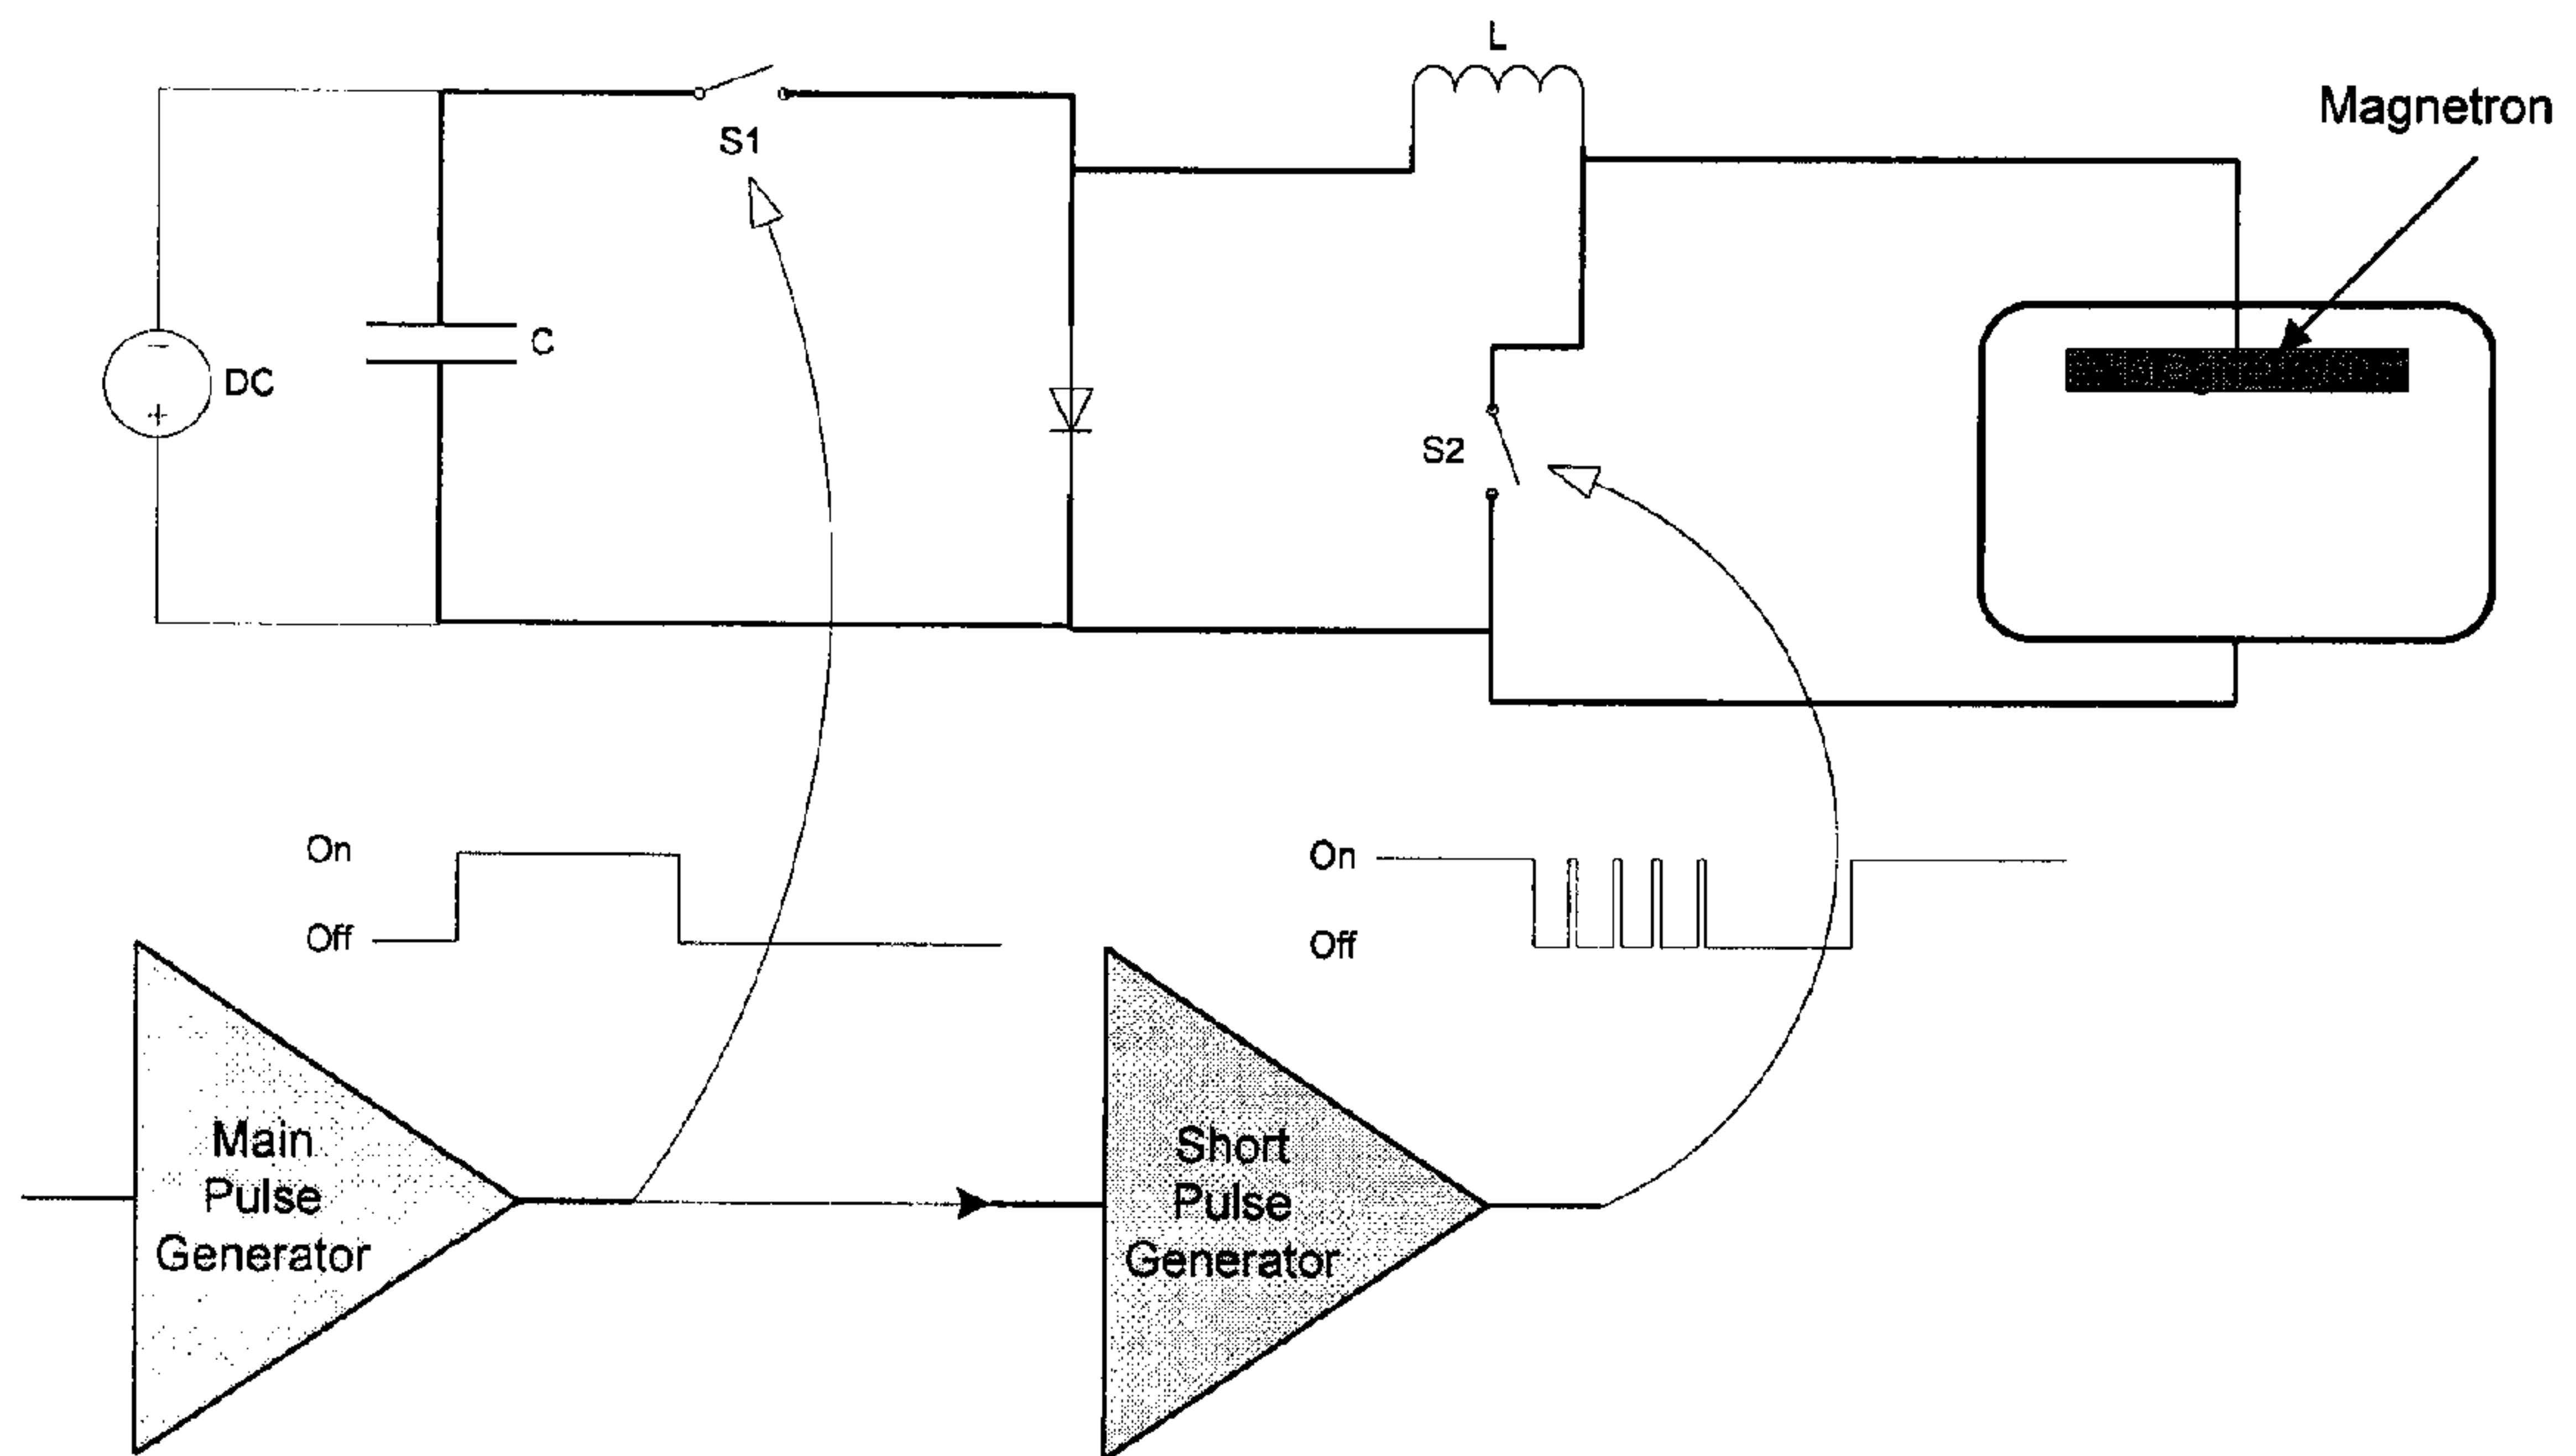 L
Magnetron
S1
C
−
DC
+
S2
On
Off
On
Off
Main
Pulse
Generator
Short
Pulse
Generator